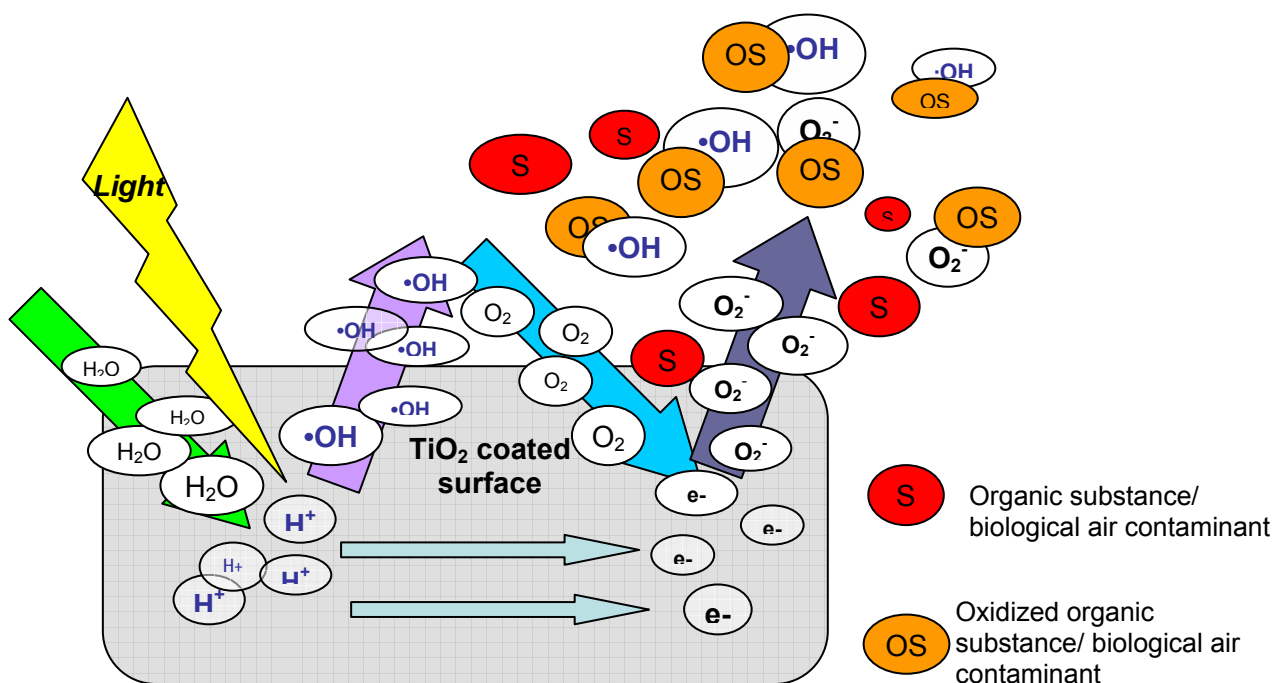 OS
•OH
•OH
OS
S
S
•OH
O₂⁻
OS
OS
S
OS
OS
•OH
O₂⁻
Light
•OH
O₂
O₂⁻
S
•OH
•OH
O₂
S
O₂⁻
H₂O
O₂
O₂⁻
H₂O
•OH
H₂O
•OH
O₂
O₂⁻
TiO₂ coated
surface
H₂O
e-
H⁺
e-
H+
H⁺
e-
H⁺
e-
S
Organic substance/
biological air contaminant
OS
Oxidized organic
substance/ biological air
contaminant